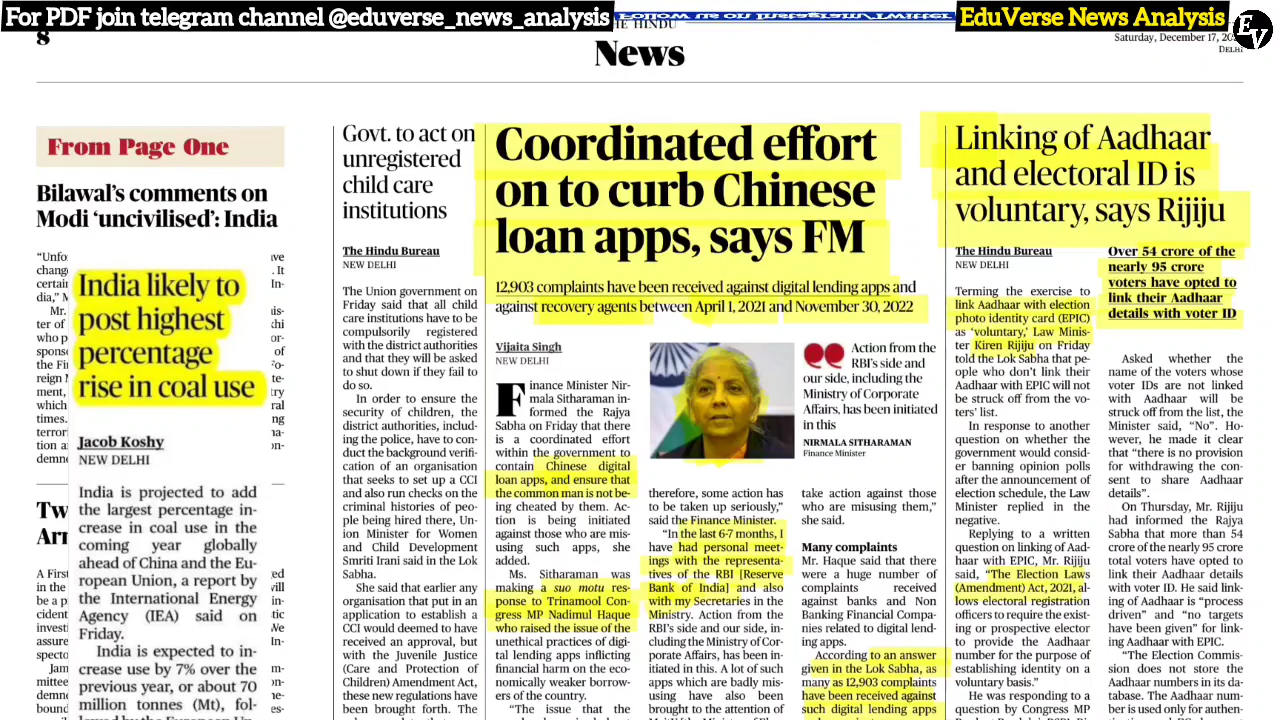 For PDF join telegram channel @eduverse_news_analysis
EduVerse News Analysis
EV
8
THE HINDU
News
Saturday, December 17, 20
DELHI
From Page One
Bilawal's comments on
Modi 'uncivilised': India
India likely to
post highest
percentage
rise in coal use
Jacob Koshy
NEW DELHI
India is projected to add
the largest percentage in-
crease in coal use in the
coming year globally
ahead of China and the Eu-
ropean Union, a report by
the International Energy
Agency (IEA) said on
Friday.
India is expected to in-
crease use by 7% over the
previous year, or about 70
million tonnes (Mt), fol-
Govt. to act on
unregistered
child care
institutions
The Hindu Bureau
NEW DELHI
The Union government on
Friday said that all child
care institutions have to be
compulsorily registered
with the district authorities
and that they will be asked
to shut down if they fail to
do so.
In order to ensure the
security of children, the
district authorities, includ-
ing the police, have to con-
duct the background verifi-
cation of an organisation
that seeks to set up a CCI
and also run checks on the
criminal histories of peo-
ple being hired there, Un-
ion Minister for Women
and Child Development
Smriti Irani said in the Lok
Sabha.
She said that earlier any
organisation that put in an
application to establish a
CCI would deemed to have
received an approval, but
with the Juvenile Justice
(Care and Protection of
Children) Amendment Act,
these new regulations have
been brought forth. The
Coordinated effort
on to curb Chinese
loan apps, says FM
12,903 complaints have been received against digital lending apps and
against recovery agents between April 1, 2021 and November 30, 2022
Vijaita Singh
NEW DELHI
Finance Minister Nir-
mala Sitharaman in-
formed the Rajya
Sabha on Friday that there
is a coordinated effort
within the government to
contain Chinese digital
loan apps, and ensure that
the common man is not be-
ing cheated by them. Ac-
tion is being initiated
against those who are mis-
using such apps, she
added.
Ms. Sitharaman was
making a suo motu res-
ponse to Trinamool Con-
gress MP Nadimul Haque
who raised the issue of the
unethical practices of digi-
tal lending apps inflicting
financial harm on the eco-
nomically weaker borrow-
ers of the country.
"The issue that the
Action from the
RBI's side and
our side, including the
Ministry of Corporate
Affairs, has been initiated
in this
NIRMALA SITHARAMAN
Finance Minister
therefore, some action has
to be taken up seriously,"
said the Finance Minister.
"In the last 6-7 months, I
have had personal meet-
ings with the representa-
tives of the RBI [Reserve
Bank of India] and also
with my Secretaries in the
Ministry. Action from the
RBI's side and our side, in-
cluding the Ministry of Cor-
porate Affairs, has been in-
itiated in this. A lot of such
apps which are badly mis-
using have also been
brought to the attention of
take action against those
who are misusing them,"
she said.
Many complaints
Mr. Haque said that there
were a huge number of
complaints received
against banks and Non
Banking Financial Compa-
nies related to digital lend-
ing apps.
According to an answer
given in the Lok Sabha, as
many as 12,903 complaints
have been received against
such digital lending apps
Linking of Aadhaar
and electoral ID is
voluntary, says Rijiju
The Hindu Bureau
NEW DELHI
Terming the exercise to
link Aadhaar with election
photo identity card (EPIC)
as 'voluntary,' Law Minis-
ter Kiren Rijiju on Friday
told the Lok Sabha that peo-
ple who don't link their
Aadhaar with EPIC will not
be struck off from the vo-
ters' list.
In response to another
question on whether the
government would consid-
er banning opinion polls
after the announcement of
election schedule, the Law
Minister replied in the
negative.
Replying to a written
question on linking of Aad-
haar with EPIC, Mr. Rijiju
said, "The Election Laws
(Amendment) Act, 2021, al-
lows electoral registration
officers to require the exist-
ing or prospective elector
to provide the Aadhaar
number for the purpose of
establishing identity on a
voluntary basis."
He was responding to a
question by Congress MP
Over 54 crore of the
nearly 95 crore
voters have opted to
link their Aadhaar
details with voter ID
Asked whether the
name of the voters whose
voter IDs are not linked
with Aadhaar will be
struck off from the list, the
Minister said, "No". Ho-
wever, he made it clear
that "there is no provision
for withdrawing the con-
sent to share Aadhaar
details".
On Thursday, Mr. Rijiju
had informed the Rajya
Sabha that more than 54
crore of the nearly 95 crore
total voters have opted to
link their Aadhaar details
with voter ID. He said link-
ing of Aadhaar is "process
driven" and "no targets
have been given" for link-
ing Aadhaar with EPIC.
"The Election Commis-
sion does not store the
Aadhaar numbers in its da-
tabase. The Aadhaar num-
ber is used only for authen-